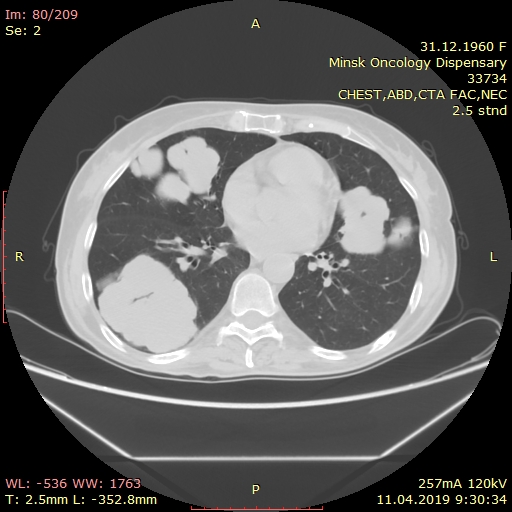 Im: 80/209
Se: 2
A
31.12.1960 F
Minsk Oncology Dispensary
33734
CHEST,ABD,CTA FAC,NEC
2.5 stnd
R
L
WL: -536 WW: 1763
T: 2.5mm L: -352.8mm
P
257mA 120kV
11.04.2019 9:30:34